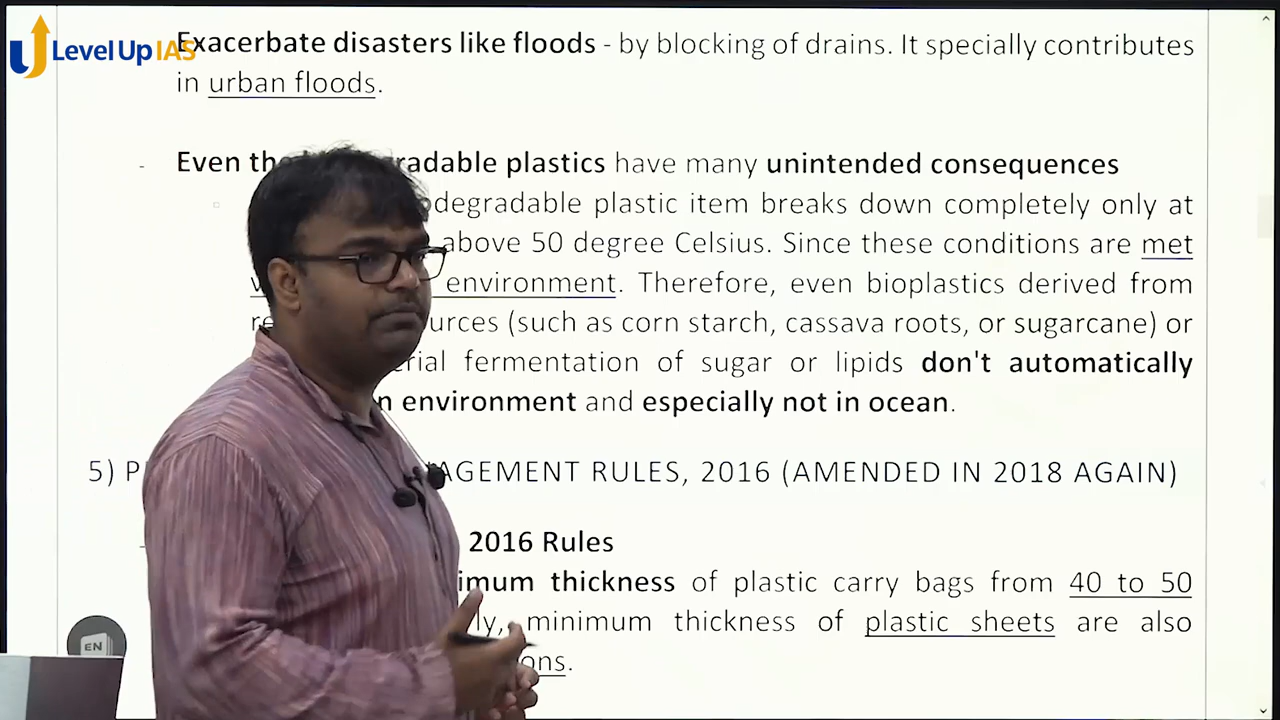 Level Up IAS
Exacerbate disasters like floods - by blocking of drains. It specially contributes
in urban floods.
- Even the gradable plastics have many unintended consequences
degradable plastic item breaks down completely only at
above 50 degree Celsius. Since these conditions are met
environment. Therefore, even bioplastics derived from
urces (such as corn starch, cassava roots, or sugarcane) or
erial fermentation of sugar or lipids don't automatically
n environment and especially not in ocean.
5) P AGEMENT RULES, 2016 (AMENDED IN 2018 AGAIN)
- 2016 Rules
imum thickness of plastic carry bags from 40 to 50
ly, minimum thickness of plastic sheets are also
ons.
EN